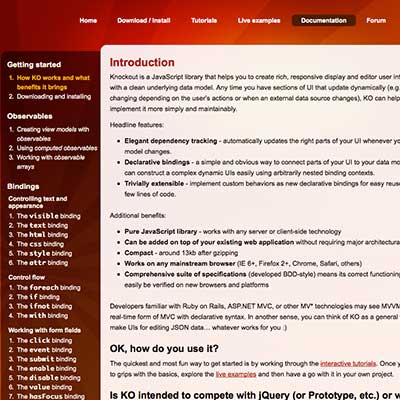 Home Download / Install Tutorials Live examples Documentation Forum
Getting started
1. How KO works and what
benefits it brings
2. Downloading and installing
Observables
1. Creating view models with
observables
2. Using computed observables
3. Working with observable
arrays
Bindings
Controlling text and
appearance
1. The visible binding
2. The text binding
3. The html binding
4. The css binding
5. The style binding
6. The attr binding
Control flow
1. The foreach binding
2. The if binding
3. The ifnot binding
4. The with binding
Working with form fields
1. The click binding
2. The event binding
3. The submit binding
4. The enable binding
5. The disable binding
6. The value binding
7. The hasFocus binding
Introduction
Knockout is a JavaScript library that helps you to create rich, responsive display and editor user in
with a clean underlying data model. Any time you have sections of UI that update dynamically (e.g.
changing depending on the user's actions or when an external data source changes), KO can help
implement it more simply and maintainably.
Headline features:
• Elegant dependency tracking - automatically updates the right parts of your UI whenever yo
model changes.
• Declarative bindings - a simple and obvious way to connect parts of your UI to your data mo
can construct a complex dynamic UIs easily using arbitrarily nested binding contexts.
• Trivially extensible - implement custom behaviors as new declarative bindings for easy reuse
few lines of code.
Additional benefits:
• Pure JavaScript library - works with any server or client-side technology
• Can be added on top of your existing web application without requiring major architectura
• Compact - around 13kb after gzipping
• Works on any mainstream browser (IE 6+, Firefox 2+, Chrome, Safari, others)
• Comprehensive suite of specifications (developed BDD-style) means its correct functioning
easily be verified on new browsers and platforms
Developers familiar with Ruby on Rails, ASP.NET MVC, or other MV* technologies may see MVVM
real-time form of MVC with declarative syntax. In another sense, you can think of KO as a general w
make UIs for editing JSON data... whatever works for you :)
OK, how do you use it?
The quickest and most fun way to get started is by working through the interactive tutorials. Once y
to grips with the basics, explore the live examples and then have a go with it in your own project.
Is KO intended to compete with jQuery (or Prototype, etc.) or w